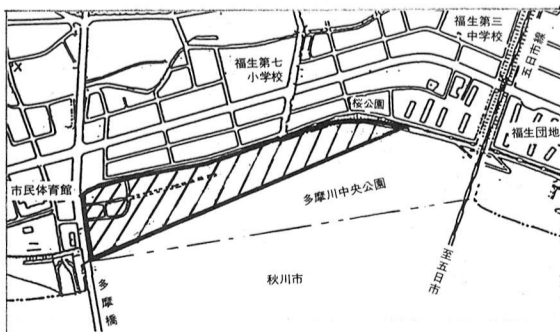 福生第三
中学校
五日市線
福生第七
小学校
桜公園
福生団地
市民体育館
多摩川中央公園
秋川市
至五日市
多摩橋